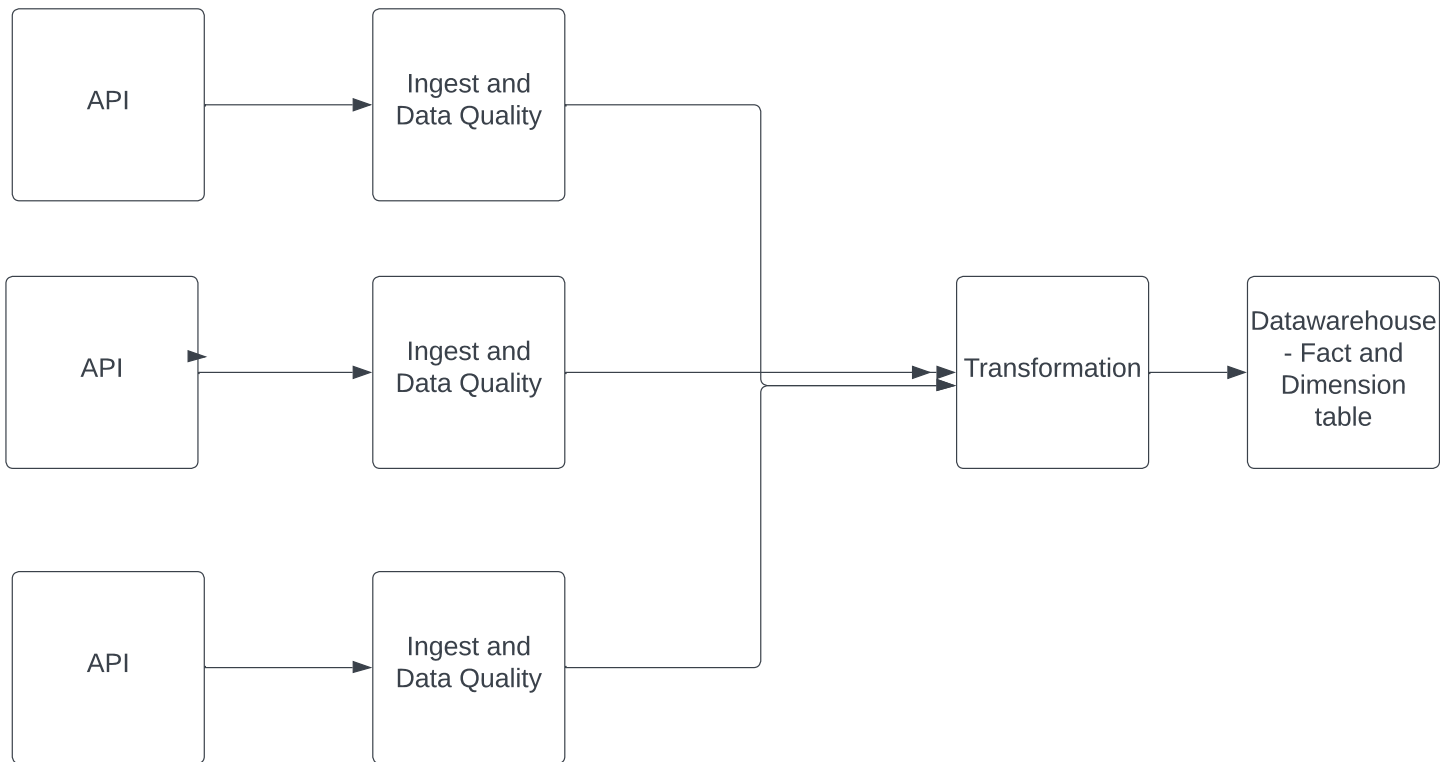 API
Ingest and
Data Quality
API
Ingest and
Data Quality
Transformation
Datawarehouse
- Fact and
Dimension
table
API
Ingest and
Data Quality